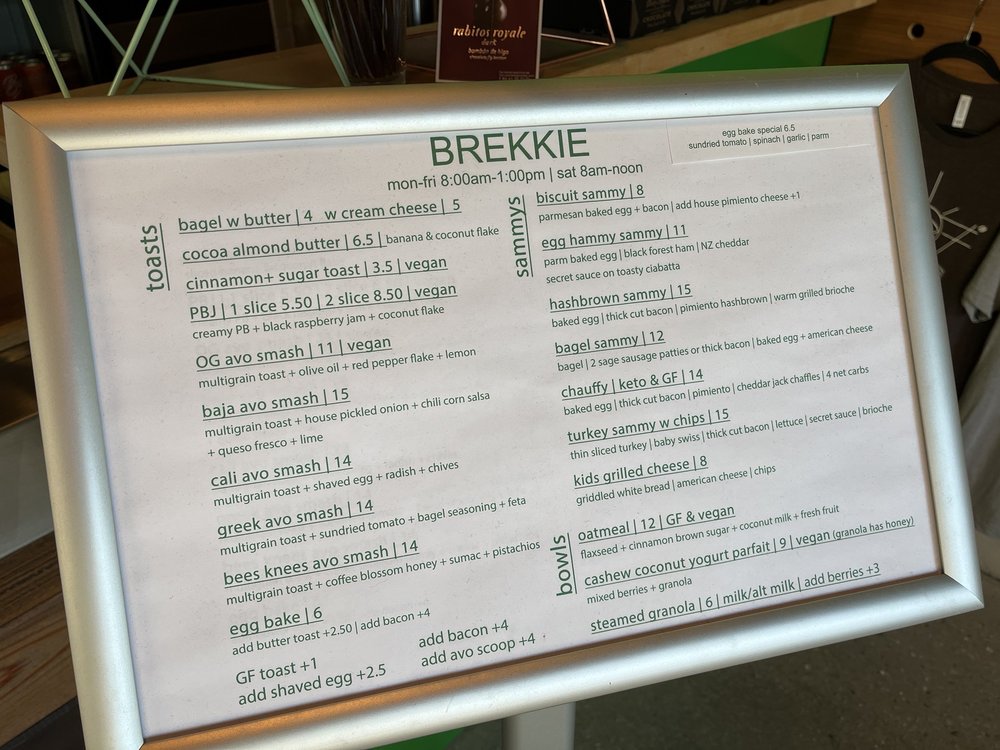 rabitos royale
dark
bombón de higo
BREKKIE
mon-fri 8:00am-1:00pm | sat 8am-noon
egg bake special 6.5
sundried tomato | spinach | garlic | parm
toasts
bagel w butter | 4 w cream cheese | 5
cocoa almond butter | 6.5 | banana & coconut flake
cinnamon+ sugar toast | 3.5 | vegan
PBJ | 1 slice 5.50 | 2 slice 8.50 | vegan
creamy PB + black raspberry jam + coconut flake
OG avo smash | 11 | vegan
multigrain toast + olive oil + red pepper flake + lemon
baja avo smash | 15
multigrain toast + house pickled onion + chili corn salsa
+ queso fresco + lime
cali avo smash | 14
multigrain toast + shaved egg + radish + chives
greek avo smash | 14
multigrain toast + sundried tomato + bagel seasoning + feta
bees knees avo smash | 14
multigrain toast + coffee blossom honey + sumac + pistachios
egg bake | 6
add butter toast +2.50 | add bacon +4
GF toast +1
add shaved egg +2.5
add bacon +4
add avo scoop +4
sammys
biscuit sammy | 8
parmesan baked egg + bacon | add house pimiento cheese +1
egg hammy sammy | 11
parm baked egg | black forest ham | NZ cheddar
secret sauce on toasty ciabatta
hashbrown sammy | 15
baked egg | thick cut bacon | pimiento hashbrown | warm grilled brioche
bagel sammy | 12
bagel | 2 sage sausage patties or thick bacon | baked egg + american cheese
chauffy | keto & GF | 14
baked egg | thick cut bacon | pimiento | cheddar jack chaffles | 4 net carbs
turkey sammy w chips | 15
thin sliced turkey | baby swiss | thick cut bacon | lettuce | secret sauce | brioche
kids grilled cheese | 8
griddled white bread | american cheese | chips
bowls
oatmeal | 12 | GF & vegan
flaxseed + cinnamon brown sugar + coconut milk + fresh fruit
cashew coconut yogurt parfait | 9 | vegan (granola has honey)
mixed berries + granola
steamed granola | 6 | milk/alt milk | add berries +3